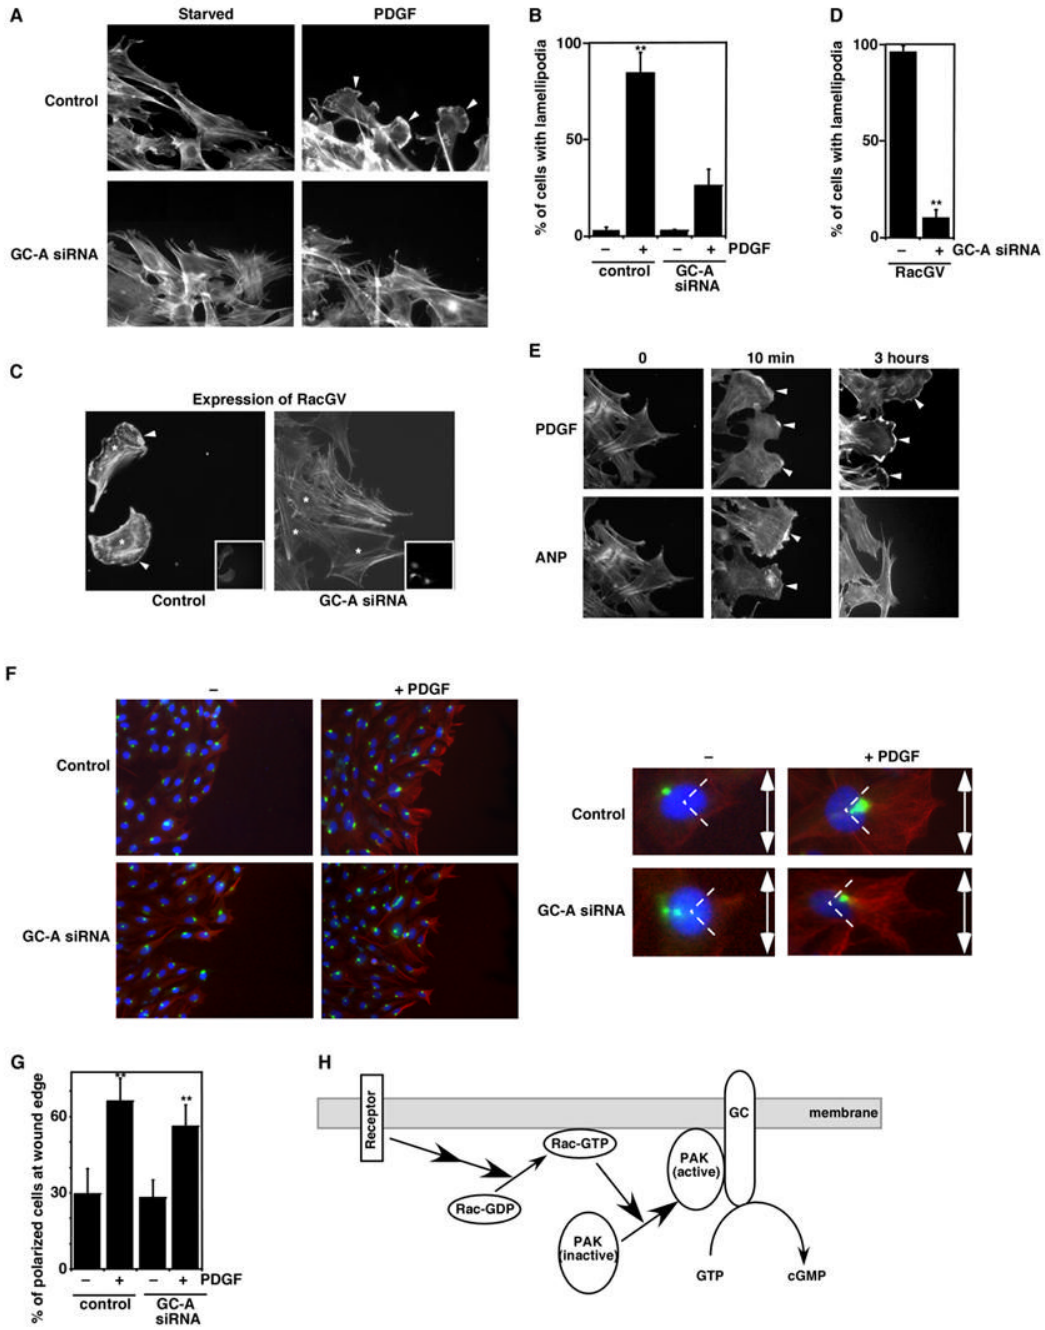 A
Starved
PDGF
Control
GC-A siRNA
B
% of cells with lamellipodia
100
50
0
**
– + – + PDGF
control
GC-A
siRNA
D
% of cells with lamellipodia
100
50
0
**
– + GC-A siRNA
RacGV
C
Expression of RacGV
*
*
*
*
*
Control
GC-A siRNA
E
0
10 min
3 hours
PDGF
ANP
F
–
+ PDGF
Control
GC-A siRNA
–
+ PDGF
Control
GC-A siRNA
G
% of polarized cells at wound edge
60
30
0
**
**
– + – + PDGF
control
GC-A
siRNA
H
Receptor
GC
membrane
Rac-GTP
PAK
(active)
Rac-GDP
PAK
(inactive)
GTP
cGMP